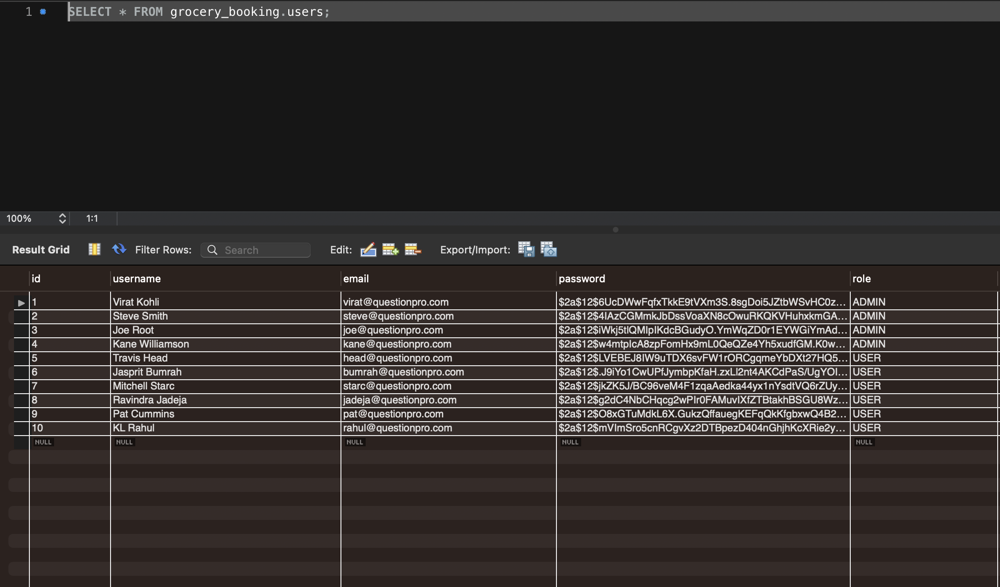 1 SELECT * FROM grocery_booking.users;
100% 1:1
Result Grid Filter Rows: Search Edit: Export/Import:
id username email password role
1 Virat Kohli virat@questionpro.com $2a$12$6UcDWwFqfxTkkE9tVXm3S.8sgDoi5JZtbWSvHC0z... ADMIN
2 Steve Smith steve@questionpro.com $2a$12$4IAzCGMmkJbDssVoaXN8cOwuRKQKVHuhxkmGA... ADMIN
3 Joe Root joe@questionpro.com $2a$12$iWkj5tlQMIpIKdcBGudyO.YmWqZD0r1EYWGiYmAd... ADMIN
4 Kane Williamson kane@questionpro.com $2a$12$w4mtpIcA8zpFomHx9mL0QeQZe4Yh5xudfGM.K0w... ADMIN
5 Travis Head head@questionpro.com $2a$12$LVEBEJ8IW9uTDX6svFW1rORCgqmeYbDXt27HQ5... USER
6 Jasprit Bumrah bumrah@questionpro.com $2a$12$.J9iYo1CwUPfJymbpKfaH.zxLl2nt4AKCdPaS/UgYOI... USER
7 Mitchell Starc starc@questionpro.com $2a$12$jkZK5J/BC96veM4F1zqaAedka44yx1nYsdtVQ6rZUy... USER
8 Ravindra Jadeja jadeja@questionpro.com $2a$12$g2dC4NbCHqcg2wPIr0FAMuvIXfZTBtakhBSGU8Wz... USER
9 Pat Cummins pat@questionpro.com $2a$12$O8xGTuMdkL6X.GukzQffauegKEFqQkKfgbxwQ4B2... USER
10 KL Rahul rahul@questionpro.com $2a$12$mVImSro5cnRCgvXz2DTBpezD404nGhjhKcXRie2y... USER
NULL NULL NULL NULL NULL